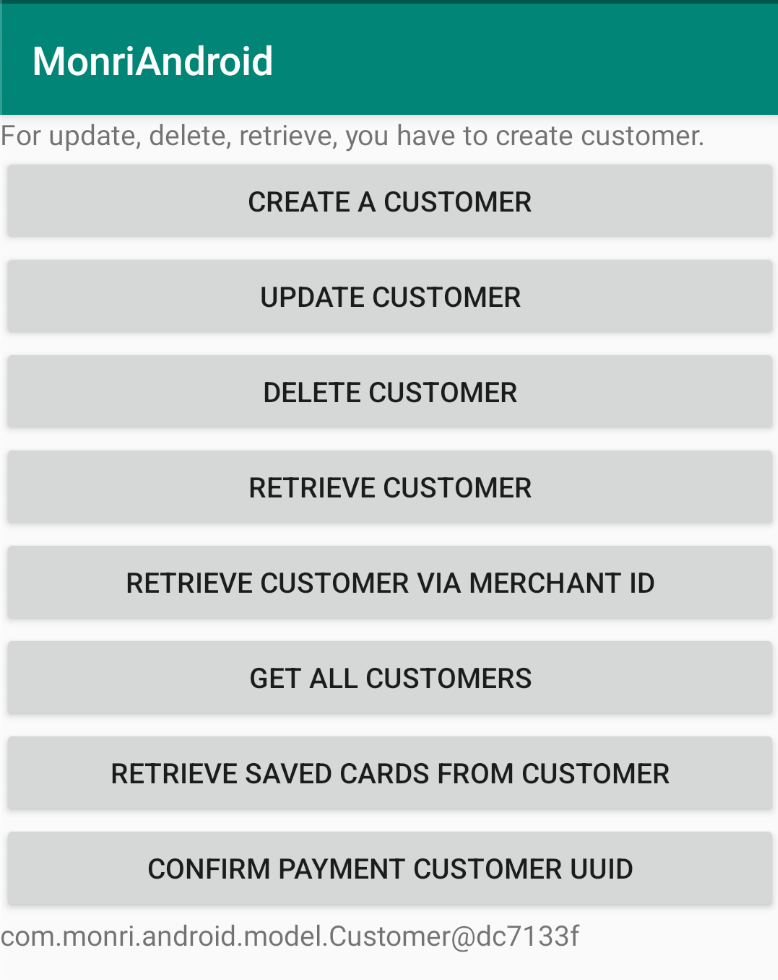 MonriAndroid
For update, delete, retrieve, you have to create customer.
CREATE A CUSTOMER
UPDATE CUSTOMER
DELETE CUSTOMER
RETRIEVE CUSTOMER
RETRIEVE CUSTOMER VIA MERCHANT ID
GET ALL CUSTOMERS
RETRIEVE SAVED CARDS FROM CUSTOMER
CONFIRM PAYMENT CUSTOMER UUID
com.monri.android.model.Customer@dc7133f